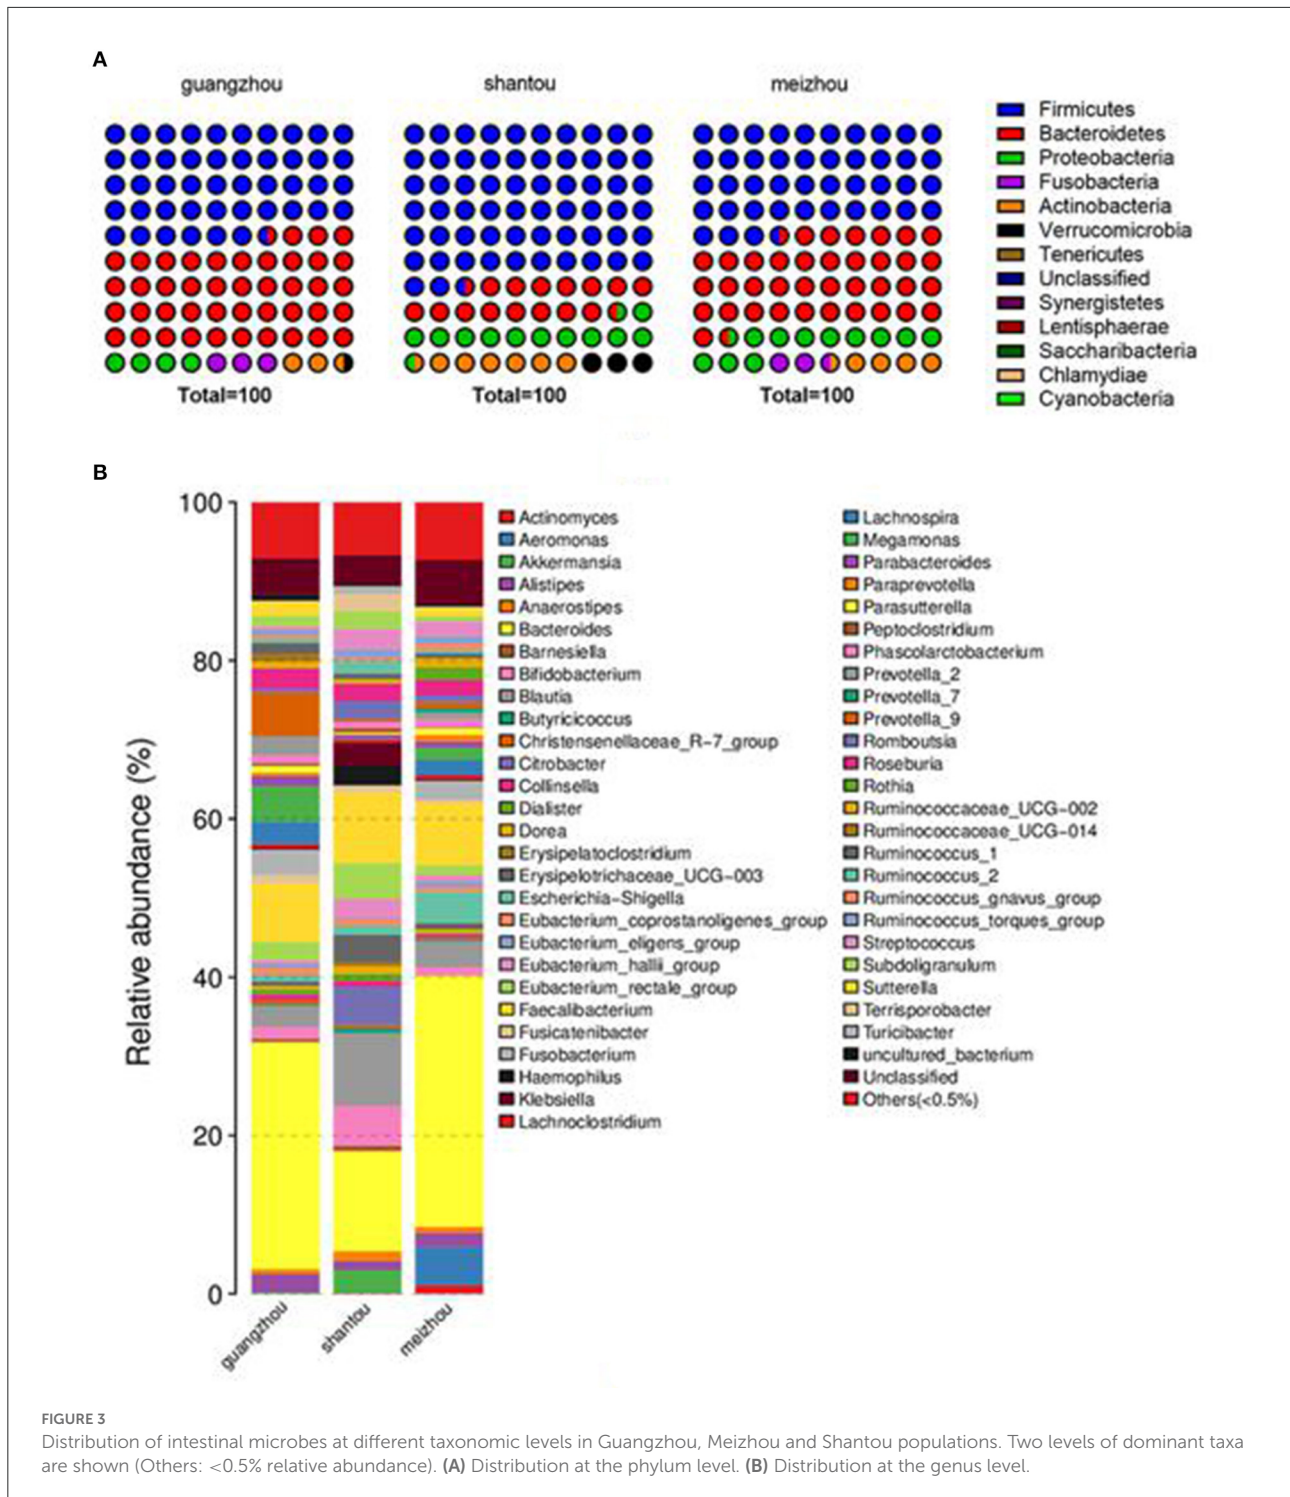 A
guangzhou
shantou
meizhou
Total=100
Total=100
Total=100
Firmicutes
Bacteroidetes
Proteobacteria
Fusobacteria
Actinobacteria
Verrucomicrobia
Tenericutes
Unclassified
Synergistetes
Lentisphaerae
Saccharibacteria
Chlamydiae
Cyanobacteria
B
Relative abundance (%)
100
80
60
40
20
0
guangzhou
shantou
meizhou
Actinomyces
Aeromonas
Akkermansia
Alistipes
Anaerostipes
Bacteroides
Barnesiella
Bifidobacterium
Blautia
Butyricicoccus
Christensenellaceae_R−7_group
Citrobacter
Collinsella
Dialister
Dorea
Erysipelatoclostridium
Erysipelotrichaceae_UCG−003
Escherichia−Shigella
Eubacterium_coprostanoligenes_group
Eubacterium_eligens_group
Eubacterium_hallii_group
Eubacterium_rectale_group
Faecalibacterium
Fusicatenibacter
Fusobacterium
Haemophilus
Klebsiella
Lachnoclostridium
Lachnospira
Megamonas
Parabacteroides
Paraprevotella
Parasutterella
Peptoclostridium
Phascolarctobacterium
Prevotella_2
Prevotella_7
Prevotella_9
Romboutsia
Roseburia
Rothia
Ruminococcaceae_UCG−002
Ruminococcaceae_UCG−014
Ruminococcus_1
Ruminococcus_2
Ruminococcus_gnavus_group
Ruminococcus_torques_group
Streptococcus
Subdoligranulum
Sutterella
Terrisporobacter
Turicibacter
uncultured_bacterium
Unclassified
Others(<0.5%)
FIGURE 3
Distribution of intestinal microbes at different taxonomic levels in Guangzhou, Meizhou and Shantou populations. Two levels of dominant taxa
are shown (Others: <0.5% relative abundance). (A) Distribution at the phylum level. (B) Distribution at the genus level.